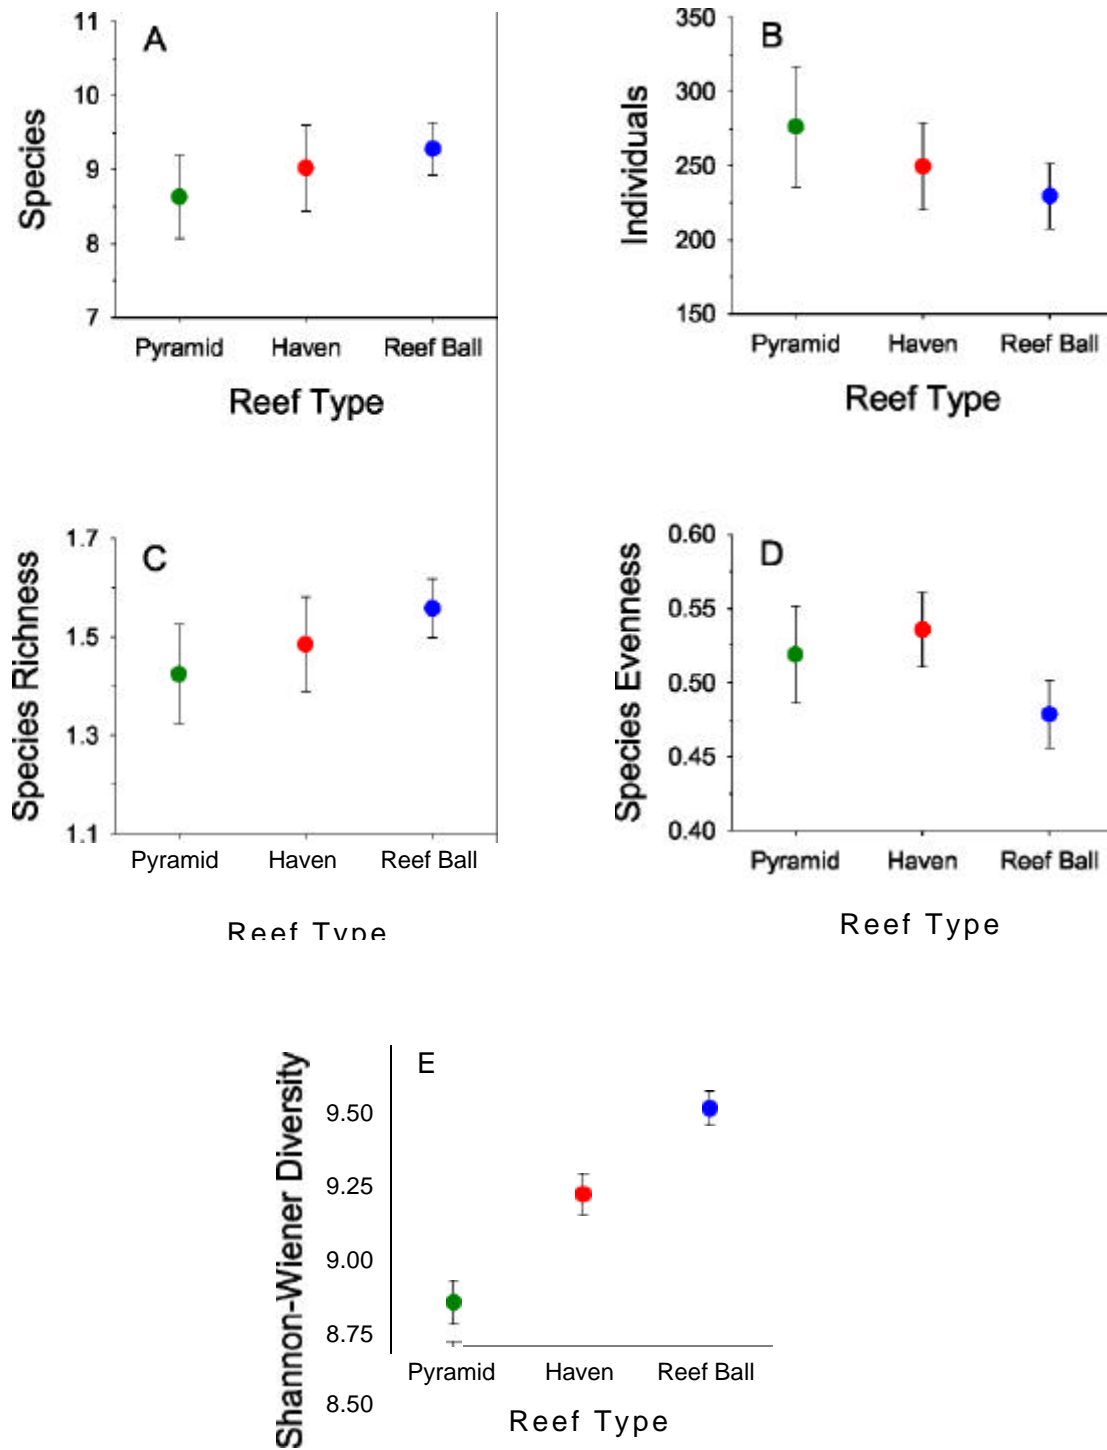 A
Species
11
10
9
8
7
Pyramid Haven Reef Ball
Reef Type
B
Individuals
350
300
250
200
150
Pyramid Haven Reef Ball
Reef Type
C
Species Richness
1.7
1.5
1.3
1.1
Pyramid Haven Reef Ball
Reef Type
D
Species Evenness
0.60
0.55
0.50
0.45
0.40
Pyramid Haven Reef Ball
Reef Type
E
Shannon-Wiener Diversity
9.50
9.25
9.00
8.75
8.50
Pyramid Haven Reef Ball
Reef Type